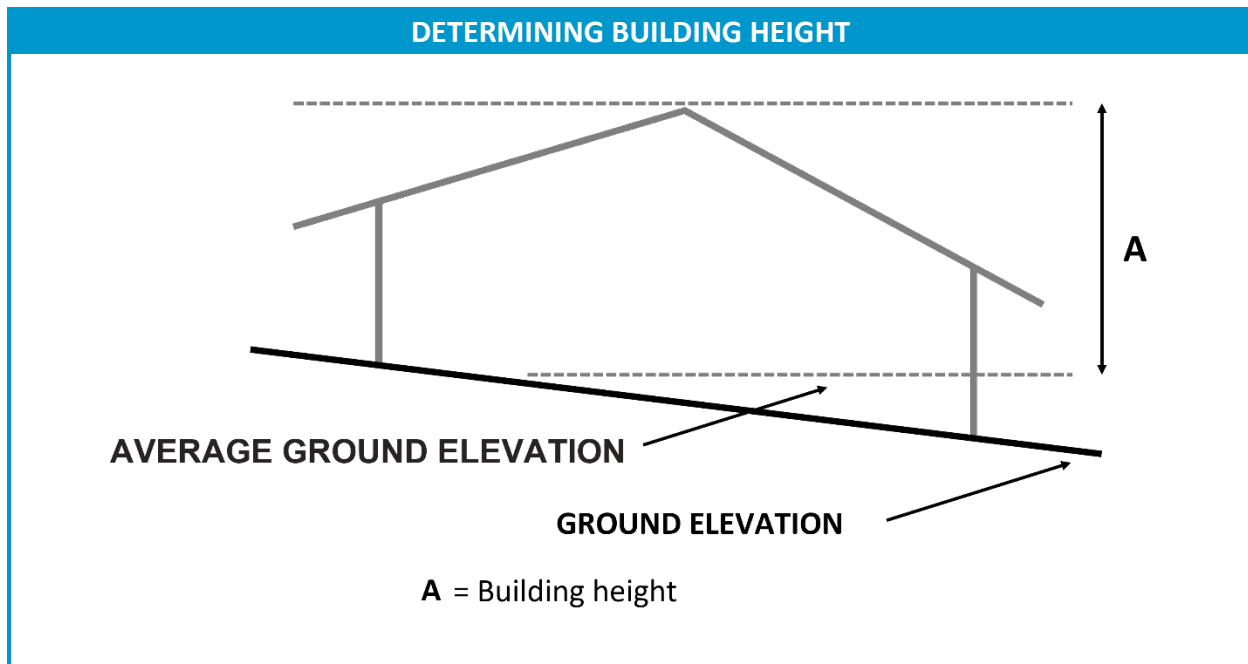 DETERMINING BUILDING HEIGHT
A
AVERAGE GROUND ELEVATION
GROUND ELEVATION
A = Building height